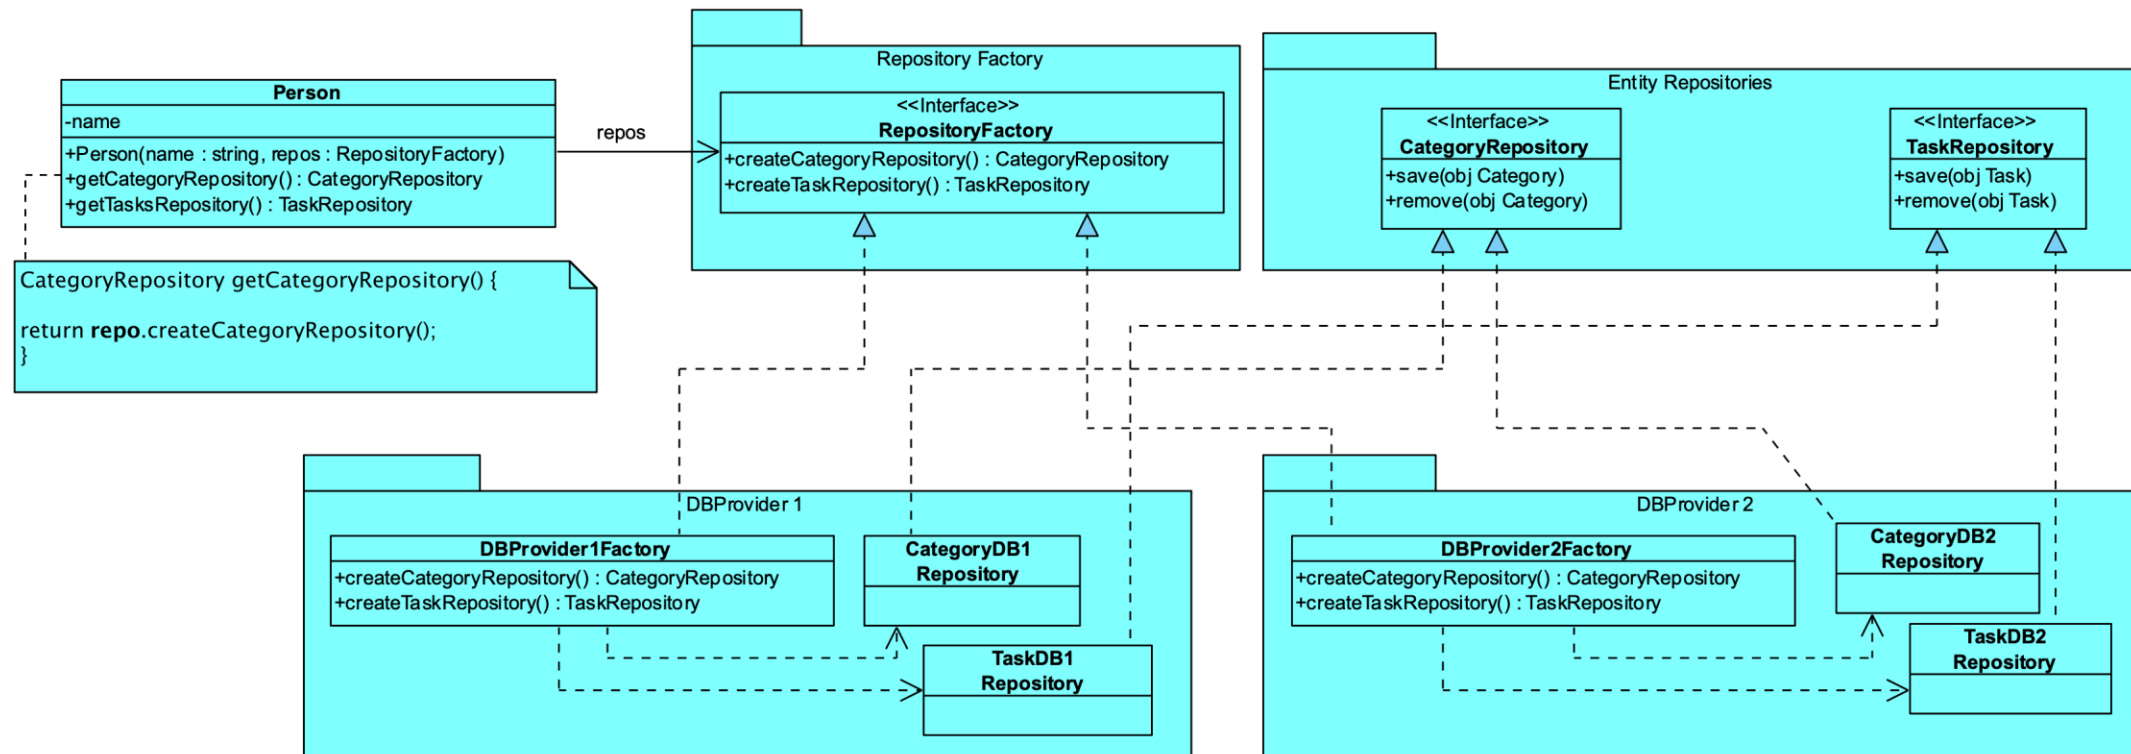 Person
-name
+Person(name : string, repos : RepositoryFactory)
+getCategoryRepository() : CategoryRepository
+getTasksRepository() : TaskRepository
CategoryRepository getCategoryRepository() {
return repo.createCategoryRepository();
}
repos
Repository Factory
<<Interface>>
RepositoryFactory
+createCategoryRepository() : CategoryRepository
+createTaskRepository() : TaskRepository
Entity Repositories
<<Interface>>
CategoryRepository
+save(obj Category)
+remove(obj Category)
<<Interface>>
TaskRepository
+save(obj Task)
+remove(obj Task)
DBProvider 1
DBProvider1Factory
+createCategoryRepository() : CategoryRepository
+createTaskRepository() : TaskRepository
CategoryDB1
Repository
TaskDB1
Repository
DBProvider 2
DBProvider2Factory
+createCategoryRepository() : CategoryRepository
+createTaskRepository() : TaskRepository
CategoryDB2
Repository
TaskDB2
Repository